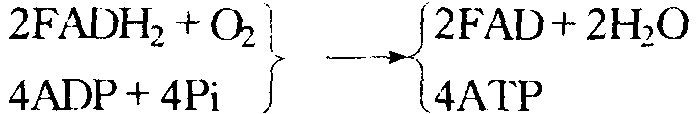 2FADH₂ + O₂ } → { 2FAD + 2H₂O
4ADP + 4Pi } → { 4ATP